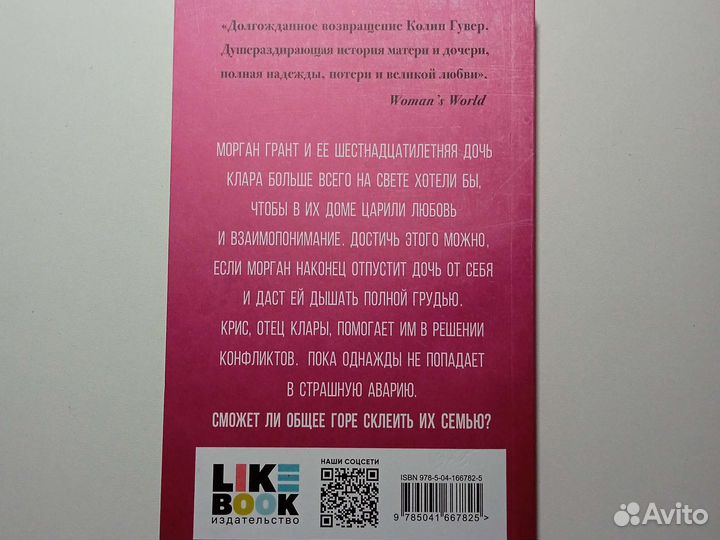 «Долгожданное возвращение Колин Гувер.
Душераздирающая история матери и дочери,
полная надежды, потери и великой любви».
Woman's World
МОРГАН ГРАНТ И ЕЕ ШЕСТНАДЦАТИЛЕТНЯЯ ДОЧЬ
КЛАРА БОЛЬШЕ ВСЕГО НА СВЕТЕ ХОТЕЛИ БЫ,
ЧТОБЫ В ИХ ДОМЕ ЦАРИЛИ ЛЮБОВЬ
И ВЗАИМОПОНИМАНИЕ. ДОСТИЧЬ ЭТОГО МОЖНО,
ЕСЛИ МОРГАН НАКОНЕЦ ОТПУСТИТ ДОЧЬ ОТ СЕБЯ
И ДАСТ ЕЙ ДЫШАТЬ ПОЛНОЙ ГРУДЬЮ.
КРИС, ОТЕЦ КЛАРЫ, ПОМОГАЕТ ИМ В РЕШЕНИИ
КОНФЛИКТОВ. ПОКА ОДНАЖДЫ НЕ ПОПАДАЕТ
В СТРАШНУЮ АВАРИЮ.
СМОЖЕТ ЛИ ОБЩЕЕ ГОРЕ СКЛЕИТЬ ИХ СЕМЬЮ?
LIKE
BOOK
ИЗДАТЕЛЬСТВО
НАШИ СОЦСЕТИ
ISBN 978-5-04-166782-5
9 785041 667825>
Avito